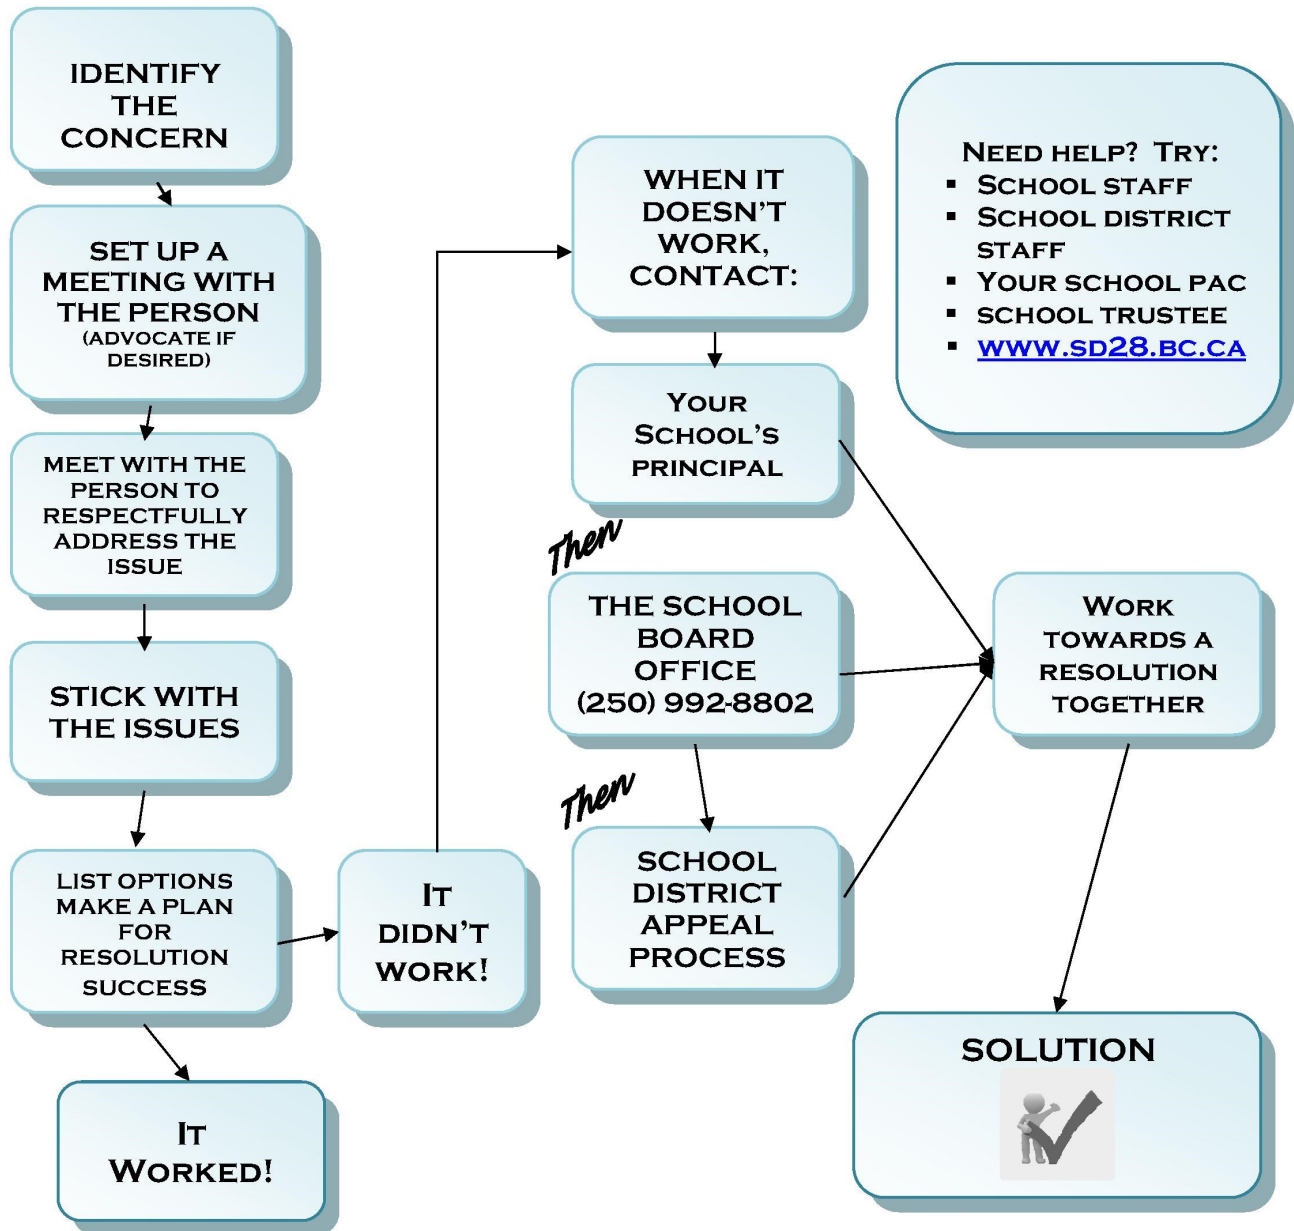 IDENTIFY
THE
CONCERN
SET UP A
MEETING WITH
THE PERSON
(ADVOCATE IF
DESIRED)
MEET WITH THE
PERSON TO
RESPECTFULLY
ADDRESS THE
ISSUE
STICK WITH
THE ISSUES
LIST OPTIONS
MAKE A PLAN
FOR
RESOLUTION
SUCCESS
IT
WORKED!
IT
DIDN'T
WORK!
WHEN IT
DOESN'T
WORK,
CONTACT:
YOUR
SCHOOL'S
PRINCIPAL
Then
THE SCHOOL
BOARD
OFFICE
(250) 992-8802
Then
SCHOOL
DISTRICT
APPEAL
PROCESS
NEED HELP? TRY:
▪ SCHOOL STAFF
▪ SCHOOL DISTRICT
STAFF
▪ YOUR SCHOOL PAC
▪ SCHOOL TRUSTEE
▪ WWW.SD28.BC.CA
WORK
TOWARDS A
RESOLUTION
TOGETHER
SOLUTION